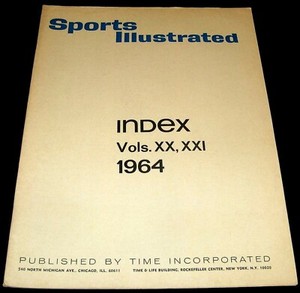 Sports
Illustrated
Index
Vols. XX, XXI
1964
PUBLISHED BY TIME INCORPORATED
540 NORTH MICHIGAN AVE., CHICAGO, ILL. 60611 TIME & LIFE BUILDING, ROCKEFELLER CENTER, NEW YORK, N.Y. 10020